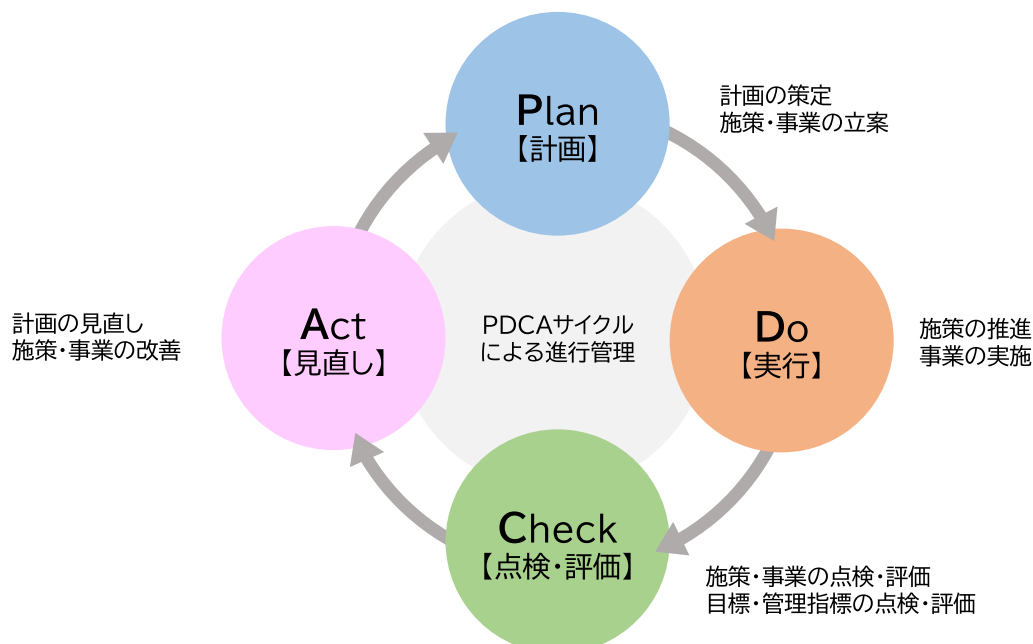 Plan
【計画】
計画の策定
施策・事業の立案
Do
【実行】
施策の推進
事業の実施
Check
【点検・評価】
施策・事業の点検・評価
目標・管理指標の点検・評価
Act
【見直し】
計画の見直し
施策・事業の改善
PDCAサイクル
による進行管理